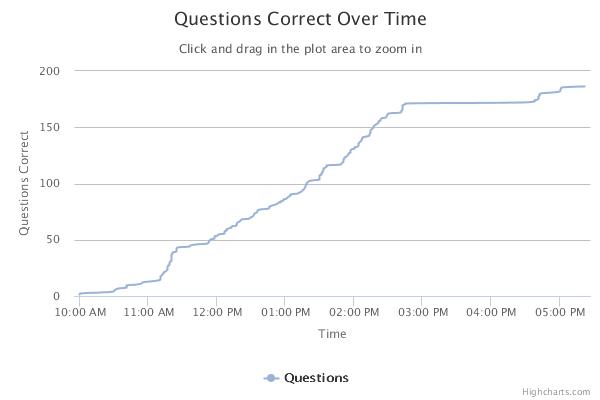 Questions Correct Over Time
Click and drag in the plot area to zoom in
Questions Correct
200
150
100
50
0
10:00 AM 11:00 AM 12:00 PM 01:00 PM 02:00 PM 03:00 PM 04:00 PM 05:00 PM
Time
Questions
Highcharts.com